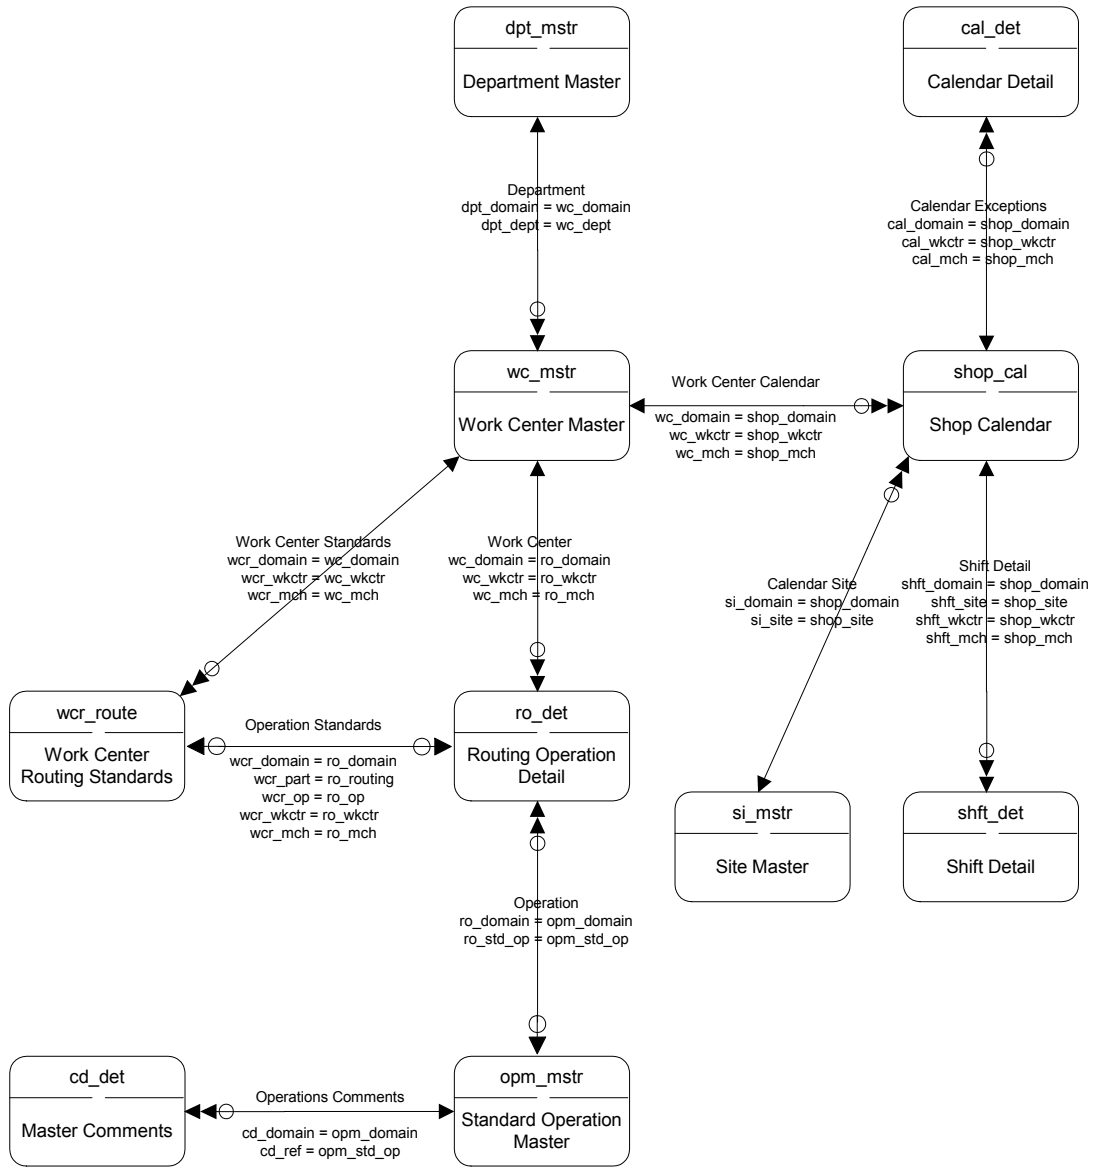 dpt_mstr
Department Master
cal_det
Calendar Detail
Department
dpt_domain = wc_domain
dpt_dept = wc_dept
Calendar Exceptions
cal_domain = shop_domain
cal_wkctr = shop_wkctr
cal_mch = shop_mch
wc_mstr
Work Center Master
Work Center Calendar
wc_domain = shop_domain
wc_wkctr = shop_wkctr
wc_mch = shop_mch
shop_cal
Shop Calendar
Work Center Standards
wcr_domain = wc_domain
wcr_wkctr = wc_wkctr
wcr_mch = wc_mch
Work Center
wc_domain = ro_domain
wc_wkctr = ro_wkctr
wc_mch = ro_mch
Calendar Site
si_domain = shop_domain
si_site = shop_site
Shift Detail
shft_domain = shop_domain
shft_site = shop_site
shft_wkctr = shop_wkctr
shft_mch = shop_mch
wcr_route
Work Center
Routing Standards
Operation Standards
wcr_domain = ro_domain
wcr_part = ro_routing
wcr_op = ro_op
wcr_wkctr = ro_wkctr
wcr_mch = ro_mch
ro_det
Routing Operation
Detail
si_mstr
Site Master
shft_det
Shift Detail
Operation
ro_domain = opm_domain
ro_std_op = opm_std_op
cd_det
Master Comments
Operations Comments
cd_domain = opm_domain
cd_ref = opm_std_op
opm_mstr
Standard Operation
Master